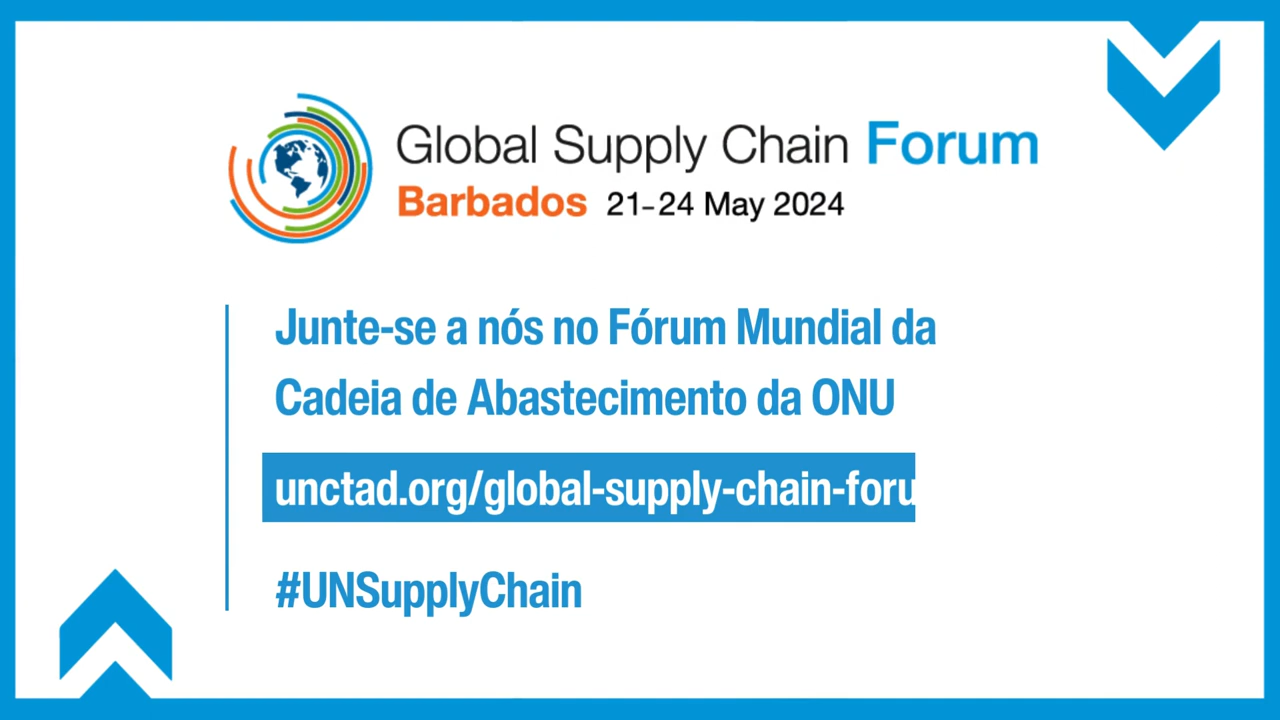 Global Supply Chain Forum
Barbados 21–24 May 2024
Junte-se a nós no Fórum Mundial da
Cadeia de Abastecimento da ONU
unctad.org/global-supply-chain-foru
#UNSupplyChain